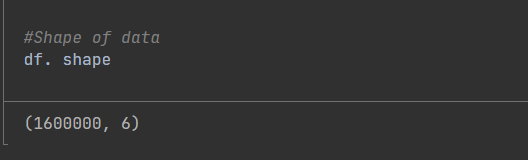 #Shape of data
df. shape
(1600000, 6)